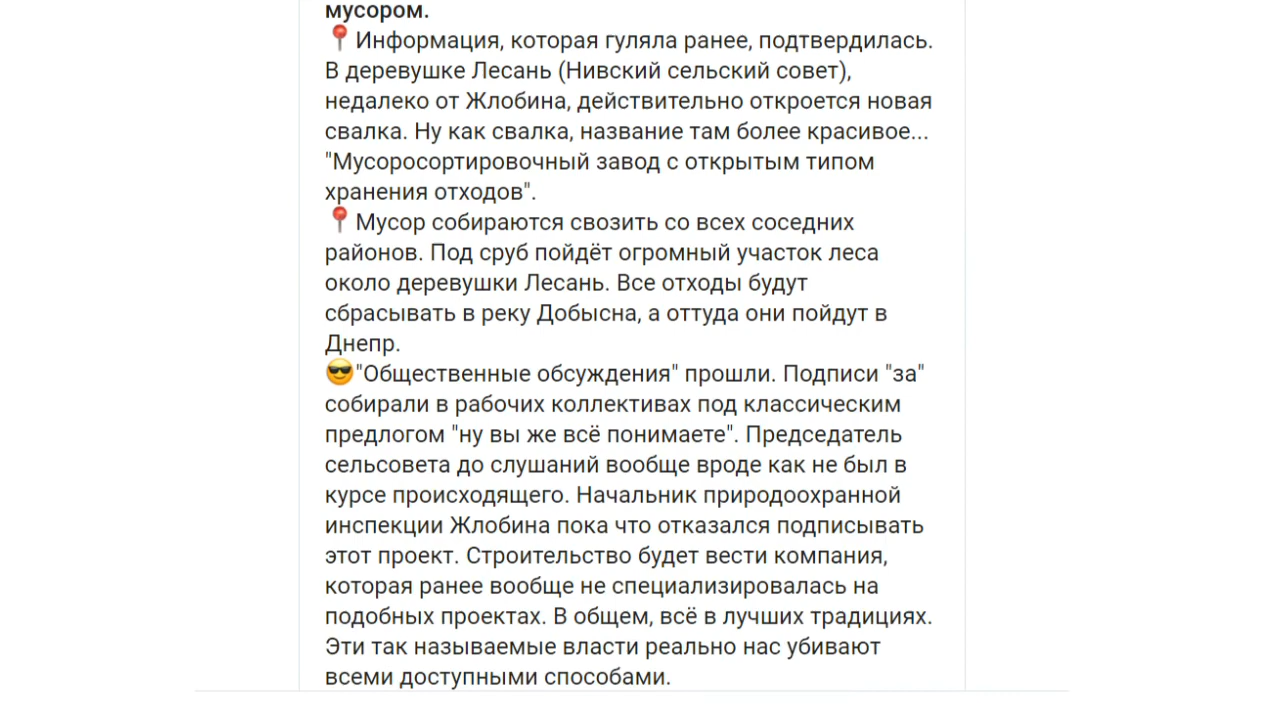 мусором.
📍Информация, которая гуляла ранее, подтвердилась.
В деревушке Лесань (Нивский сельский совет),
недалеко от Жлобина, действительно откроется новая
свалка. Ну как свалка, название там более красивое...
"Мусоросортировочный завод с открытым типом
хранения отходов".
📍Мусор собираются свозить со всех соседних
районов. Под сруб пойдёт огромный участок леса
около деревушки Лесань. Все отходы будут
сбрасывать в реку Добысна, а оттуда они пойдут в
Днепр.
😎"Общественные обсуждения" прошли. Подписи "за"
собирали в рабочих коллективах под классическим
предлогом "ну вы же всё понимаете". Председатель
сельсовета до слушаний вообще вроде как не был в
курсе происходящего. Начальник природоохранной
инспекции Жлобина пока что отказался подписывать
этот проект. Строительство будет вести компания,
которая ранее вообще не специализировалась на
подобных проектах. В общем, всё в лучших традициях.
Эти так называемые власти реально нас убивают
всеми доступными способами.